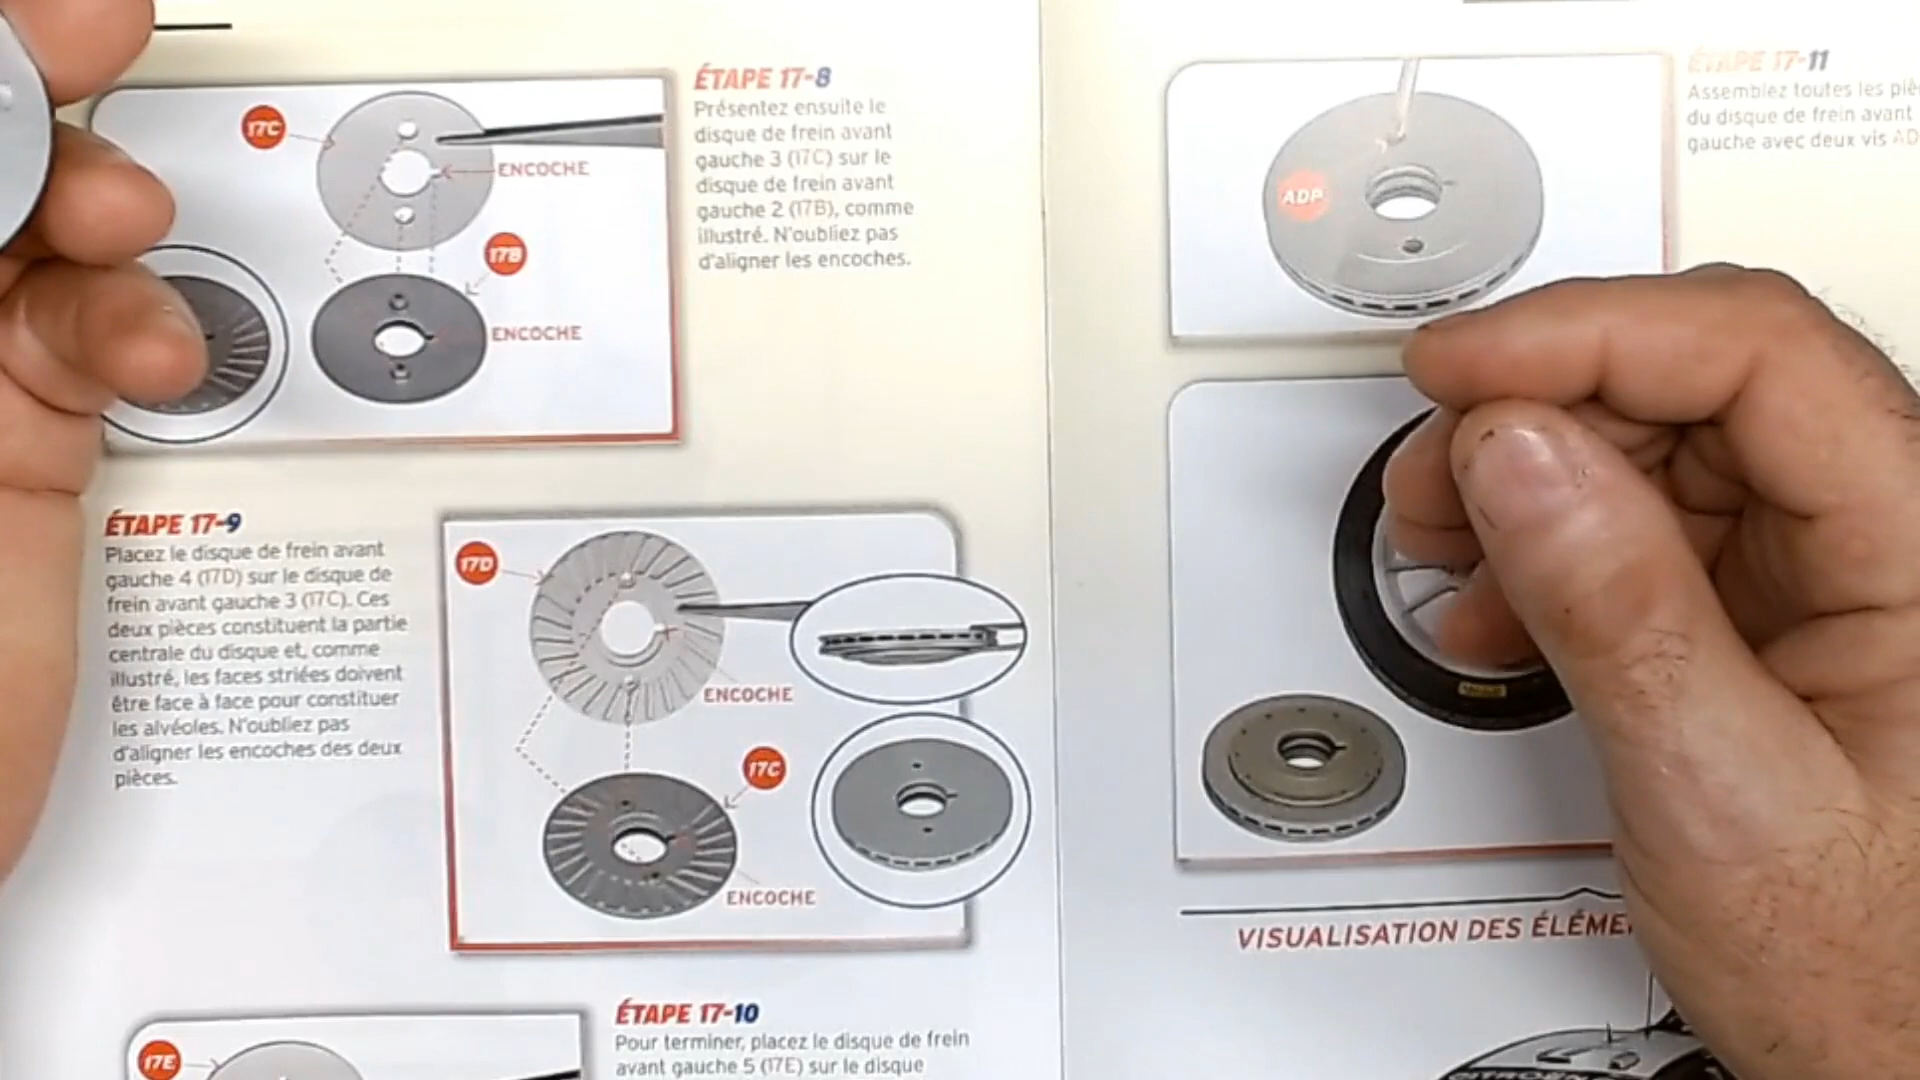 ÉTAPE 17-8
Présentez ensuite le
disque de frein avant
gauche 3 (17C) sur le
disque de frein avant
gauche 2 (17B), comme
illustré. N'oubliez pas
d'aligner les encoches.
17C
ENCOCHE
17B
ENCOCHE
ÉTAPE 17-9
Placez le disque de frein avant
gauche 4 (17D) sur le disque de
frein avant gauche 3 (17C). Ces
deux pièces constituent la partie
centrale du disque et, comme
illustré, les faces striées doivent
être face à face pour constituer
les alvéoles. N'oubliez pas
d'aligner les encoches des deux
pièces.
17D
ENCOCHE
17C
ENCOCHE
17E
ÉTAPE 17-10
Pour terminer, placez le disque de frein
avant gauche 5 (17E) sur le disque
ÉTAPE 17-11
Assemblez toutes les piè
du disque de frein avant
gauche avec deux vis AD
ADP
VISUALISATION DES ÉLÉME
CITROËN